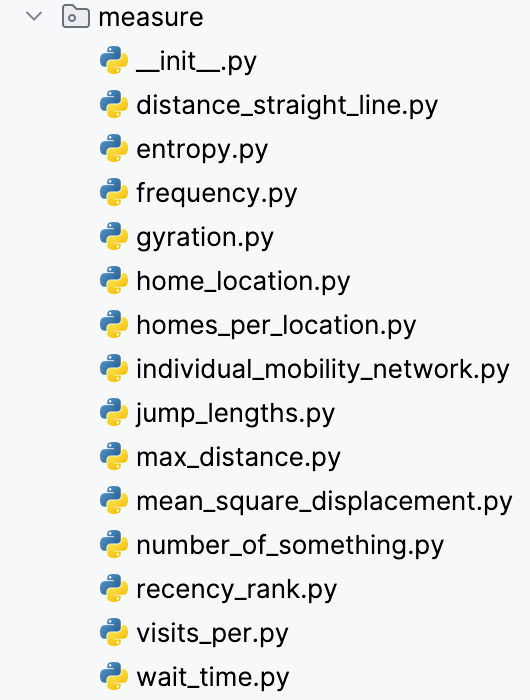 measure
__init__.py
distance_straight_line.py
entropy.py
frequency.py
gyration.py
home_location.py
homes_per_location.py
individual_mobility_network.py
jump_lengths.py
max_distance.py
mean_square_displacement.py
number_of_something.py
recency_rank.py
visits_per.py
wait_time.py